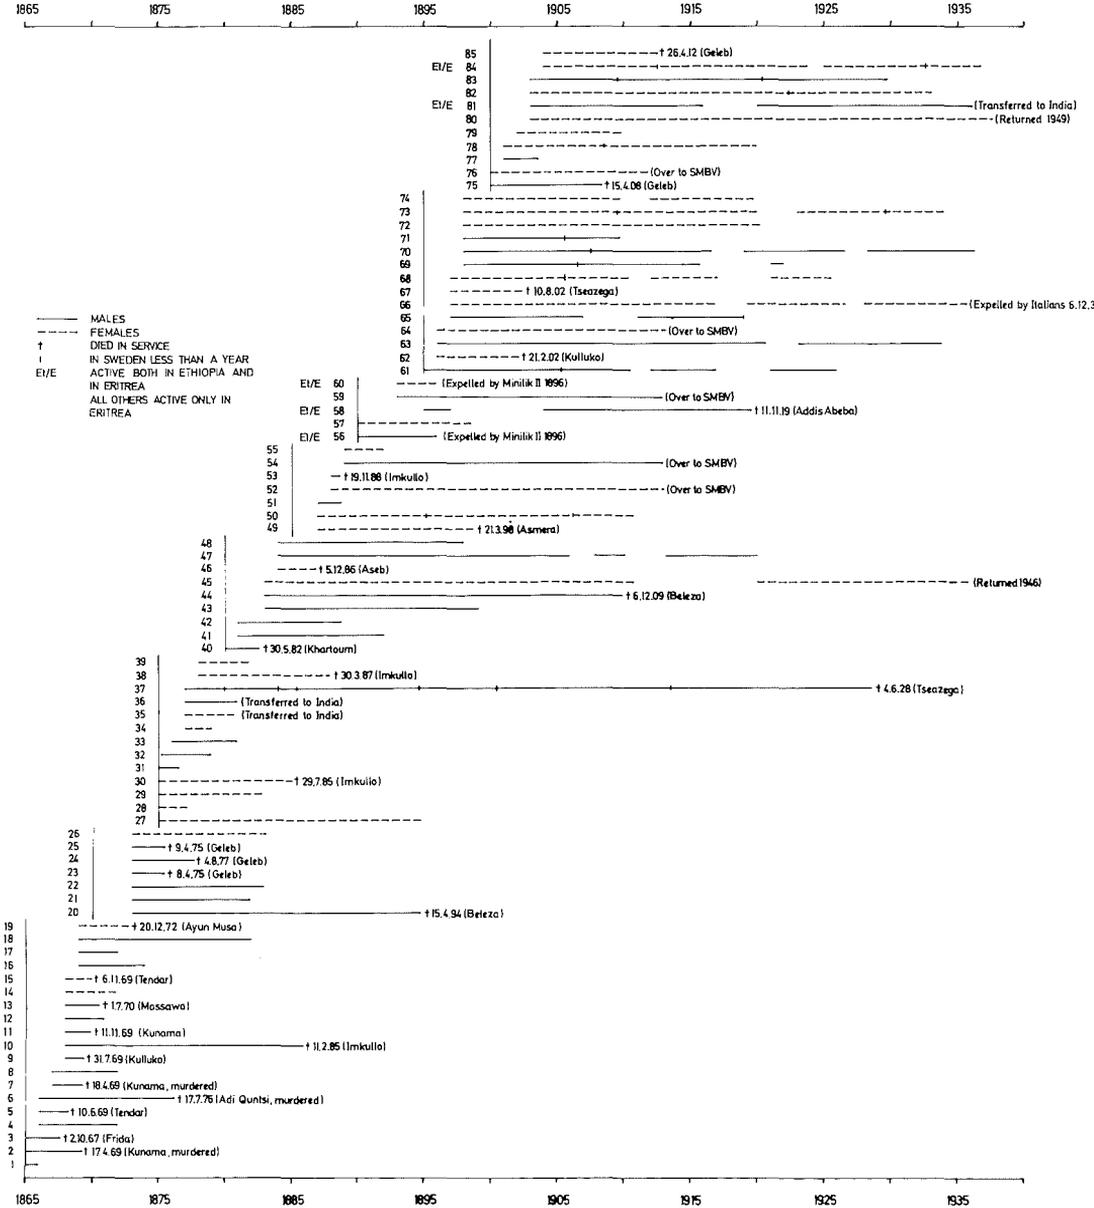 1865 1875 1885 1895 1905 1915 1925 1935
85 † 26.4.12 (Geleb)
Et/E 84
83
82
Et/E 81 (Transferred to India)
80 (Returned 1949)
79
78
77
76 (Over to SMBV)
75 † 15.4.08 (Geleb)
74
73
72
71
70
69
68
67 † 10.8.02 (Tseazega)
66 (Expelled by Italians 6.12.3
65
64 (Over to SMBV)
63
62 † 21.2.02 (Kulluko)
61
MALES
FEMALES
† DIED IN SERVICE
ı IN SWEDEN LESS THAN A YEAR
Et/E ACTIVE BOTH IN ETHIOPIA AND
IN ERITREA
ALL OTHERS ACTIVE ONLY IN
ERITREA
Et/E 60 (Expelled by Minilik II 1896)
59 (Over to SMBV)
Et/E 58 † 11.11.19 (Addis Abeba)
57
Et/E 56 (Expelled by Minilik II 1896)
55
54 (Over to SMBV)
53 † 19.11.88 (Imkullo)
52 (Over to SMBV)
51
50
49 † 21.3.98 (Asmera)
48
47
46 † 5.12.86 (Aseb)
45 (Returned 1946)
44 † 6.12.09 (Beleza)
43
42
41
40 † 30.5.82 (Khartoum)
39
38 † 30.3.87 (Imkullo)
37 † 4.6.28 (Tseazega)
36 (Transferred to India)
35 (Transferred to India)
34
33
32
31
30 † 29.7.85 (Imkullo)
29
28
27
26
25 † 9.4.75 (Geleb)
24 † 4.8.77 (Geleb)
23 † 8.4.75 (Geleb)
22
21
20 † 15.4.94 (Beleza)
19 † 20.12.72 (Ayun Musa)
18
17
16
15 † 6.11.69 (Tendar)
14
13 † 1.7.70 (Massawa)
12
11 † 11.11.69 (Kunama)
10 † 11.2.85 (Imkullo)
9 † 31.7.69 (Kulluko)
8
7 † 18.4.69 (Kunama, murdered)
6 † 17.7.76 (Adi Quntsi, murdered)
5 † 10.6.69 (Tendar)
4
3 † 2.10.67 (Frida)
2 † 17.4.69 (Kunama, murdered)
1
1865 1875 1885 1895 1905 1915 1925 1935